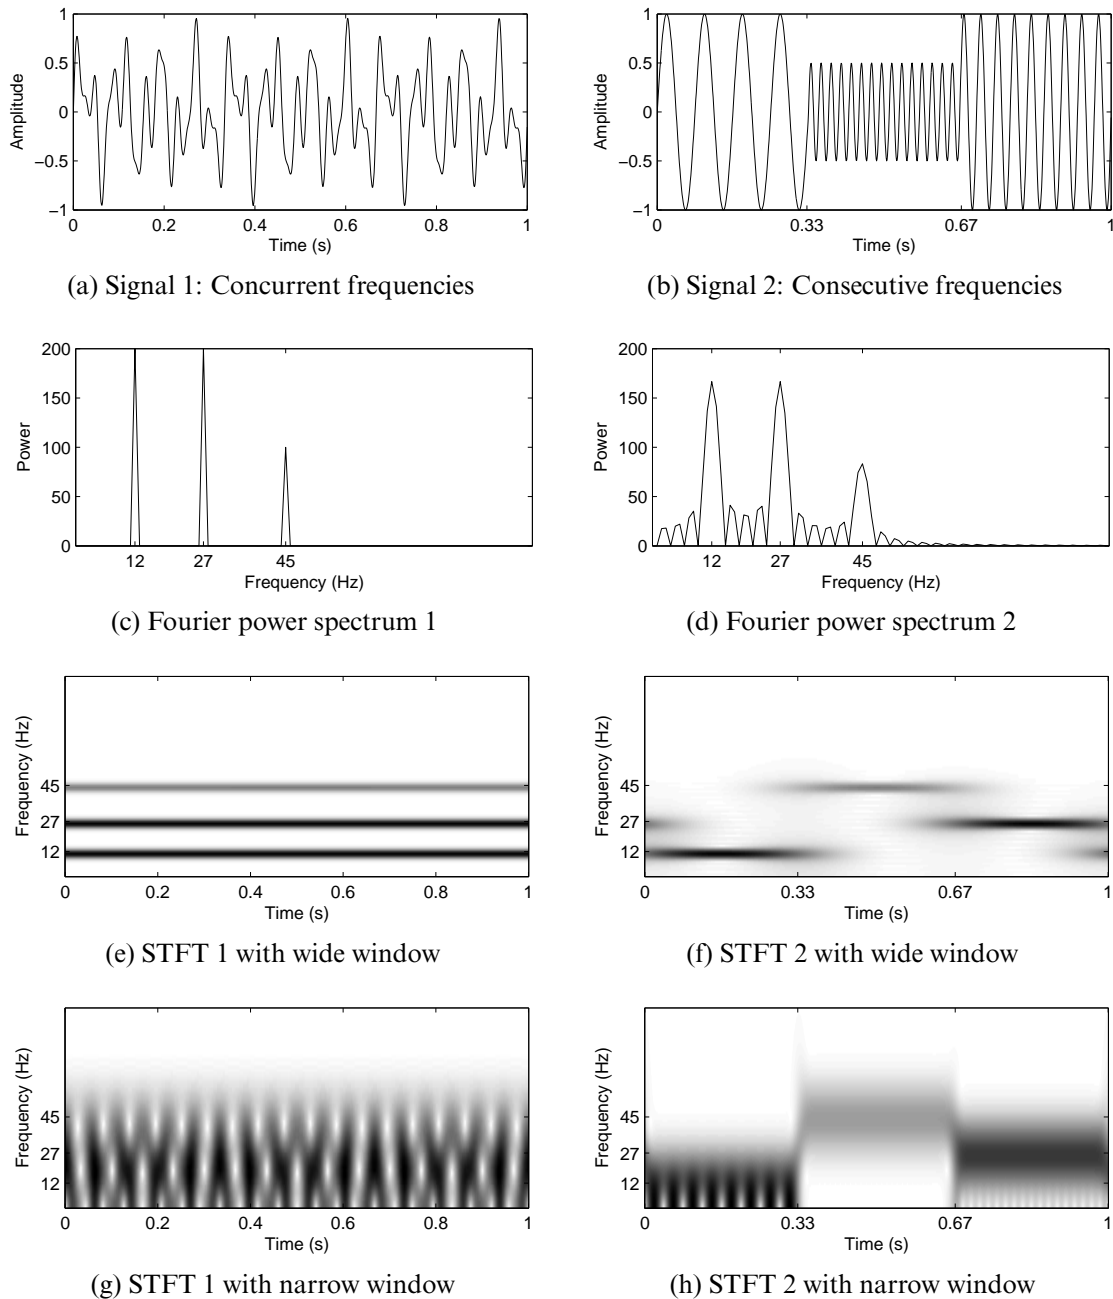 1
0.5
0
−0.5
−1
Amplitude
0 0.2 0.4 0.6 0.8 1
Time (s)
(a) Signal 1: Concurrent frequencies
1
0.5
0
−0.5
−1
Amplitude
0 0.33 0.67 1
Time (s)
(b) Signal 2: Consecutive frequencies
200
150
100
50
0
Power
12 27 45
Frequency (Hz)
(c) Fourier power spectrum 1
200
150
100
50
0
Power
12 27 45
Frequency (Hz)
(d) Fourier power spectrum 2
45
27
12
Frequency (Hz)
0 0.2 0.4 0.6 0.8 1
Time (s)
(e) STFT 1 with wide window
45
27
12
Frequency (Hz)
0 0.33 0.67 1
Time (s)
(f) STFT 2 with wide window
45
27
12
Frequency (Hz)
0 0.2 0.4 0.6 0.8 1
Time (s)
(g) STFT 1 with narrow window
45
27
12
Frequency (Hz)
0 0.33 0.67 1
Time (s)
(h) STFT 2 with narrow window